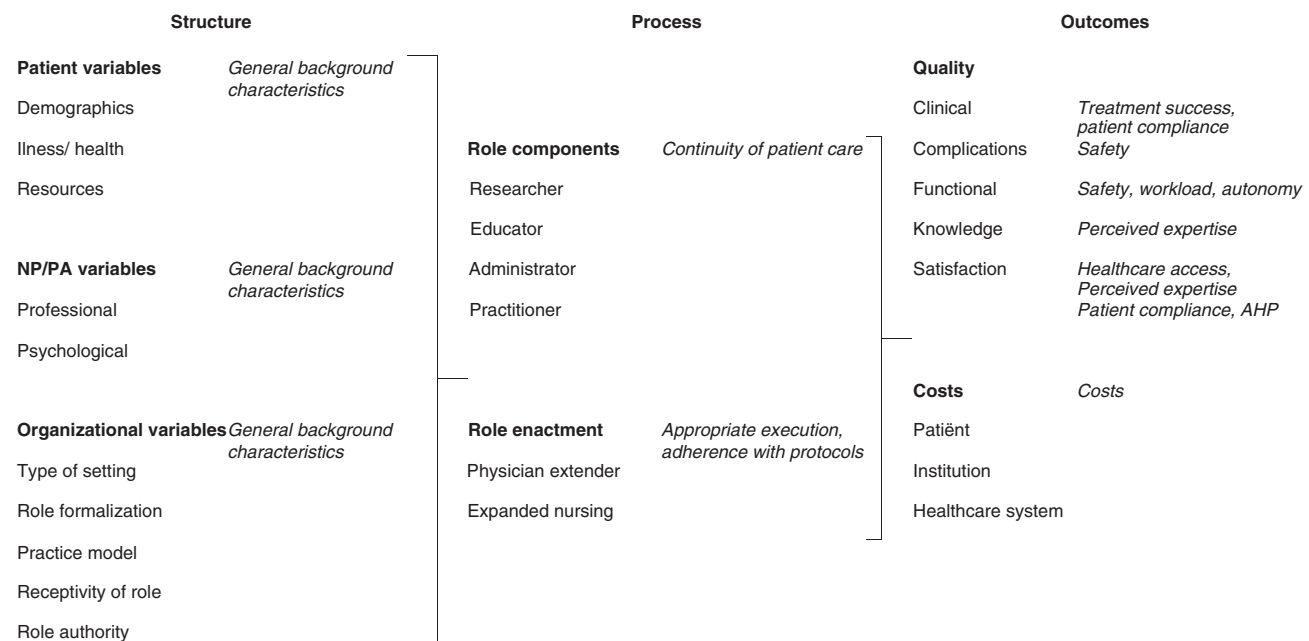 Structure
Process
Outcomes
Patient variables
General background
characteristics
Demographics
Ilness/ health
Resources
NP/PA variables
General background
characteristics
Professional
Psychological
Organizational variables
General background
characteristics
Type of setting
Role formalization
Practice model
Receptivity of role
Role authority
Role components
Continuity of patient care
Researcher
Educator
Administrator
Practitioner
Role enactment
Appropriate execution,
adherence with protocols
Physician extender
Expanded nursing
Quality
Clinical
Treatment success,
patient compliance
Complications
Safety
Functional
Safety, workload, autonomy
Knowledge
Perceived expertise
Satisfaction
Healthcare access,
Perceived expertise
Patient compliance, AHP
Costs
Costs
Patiënt
Institution
Healthcare system